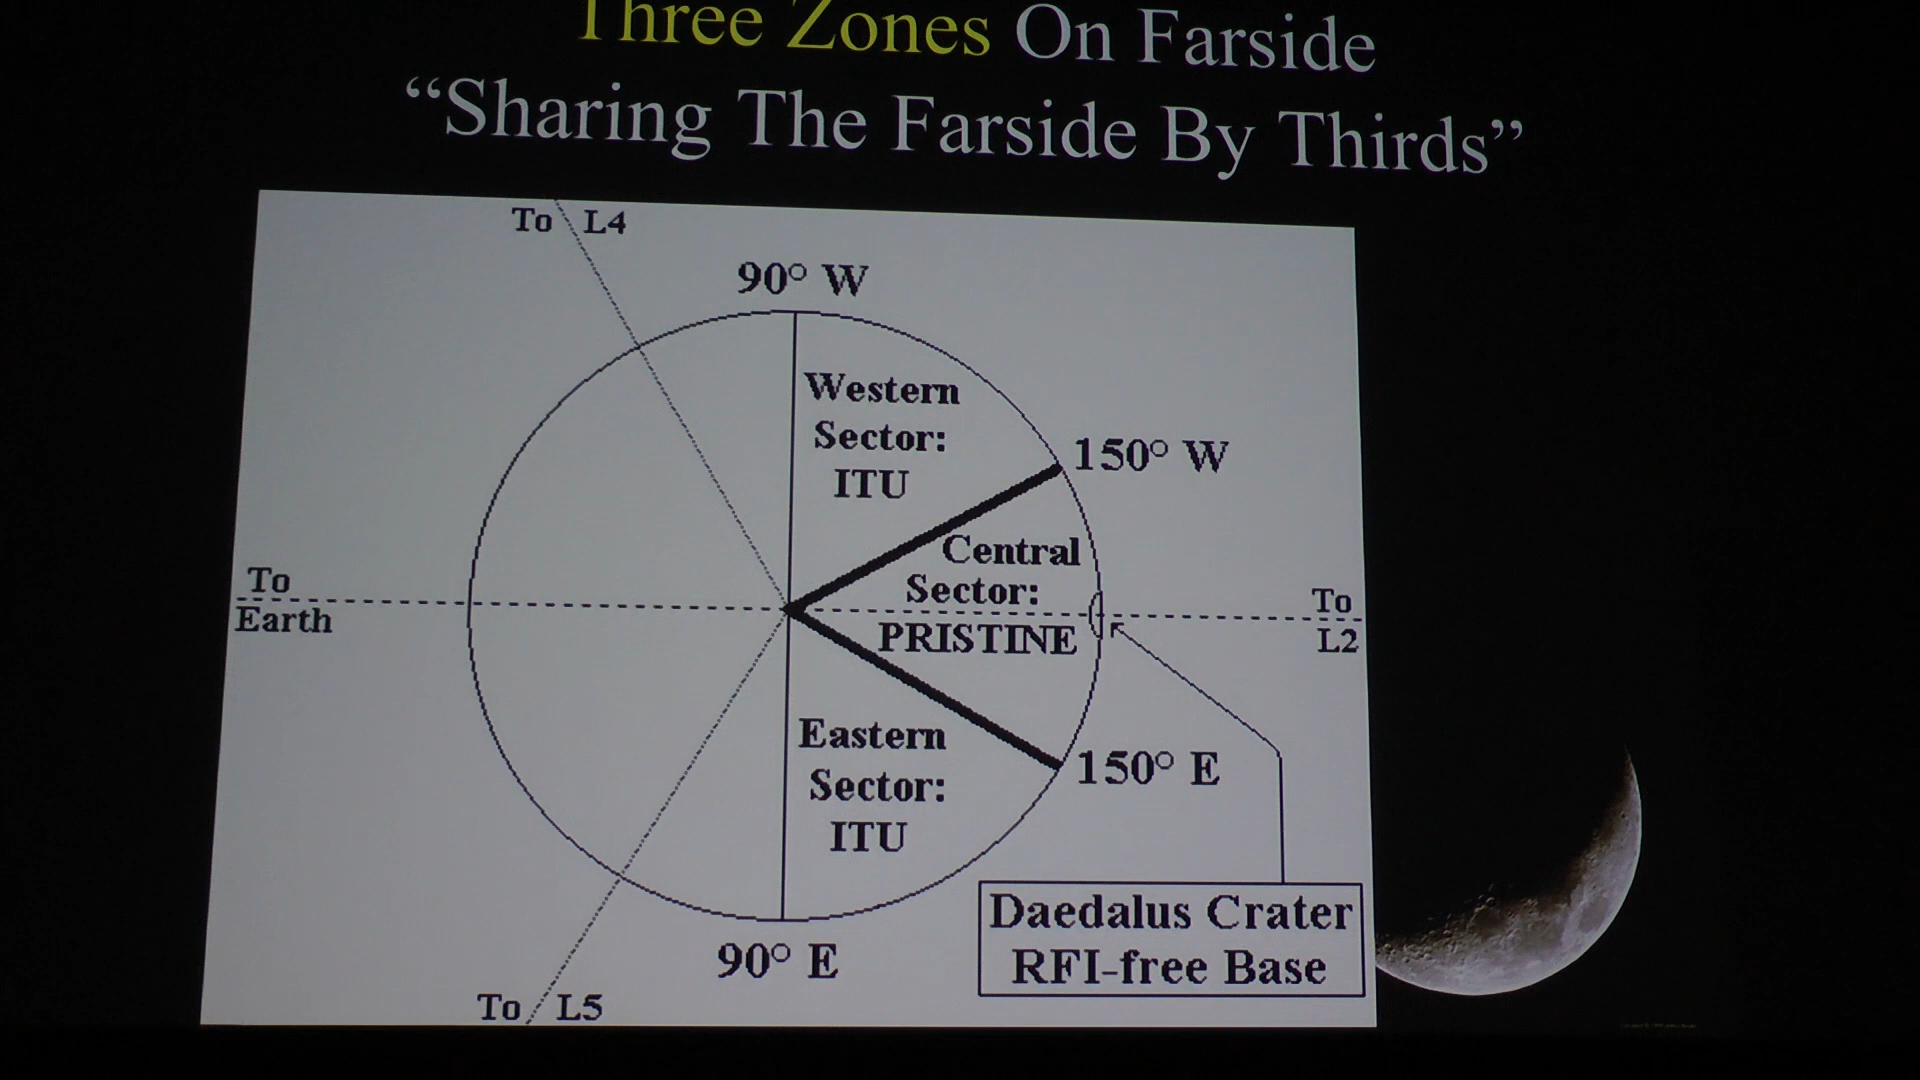 Three Zones On Farside
“Sharing The Farside By Thirds”
To L4
90° W
Western
Sector:
ITU
150° W
Central
Sector:
PRISTINE
To
Earth
To
L2
Eastern
Sector:
ITU
150° E
Daedalus Crater
RFI-free Base
90° E
To L5